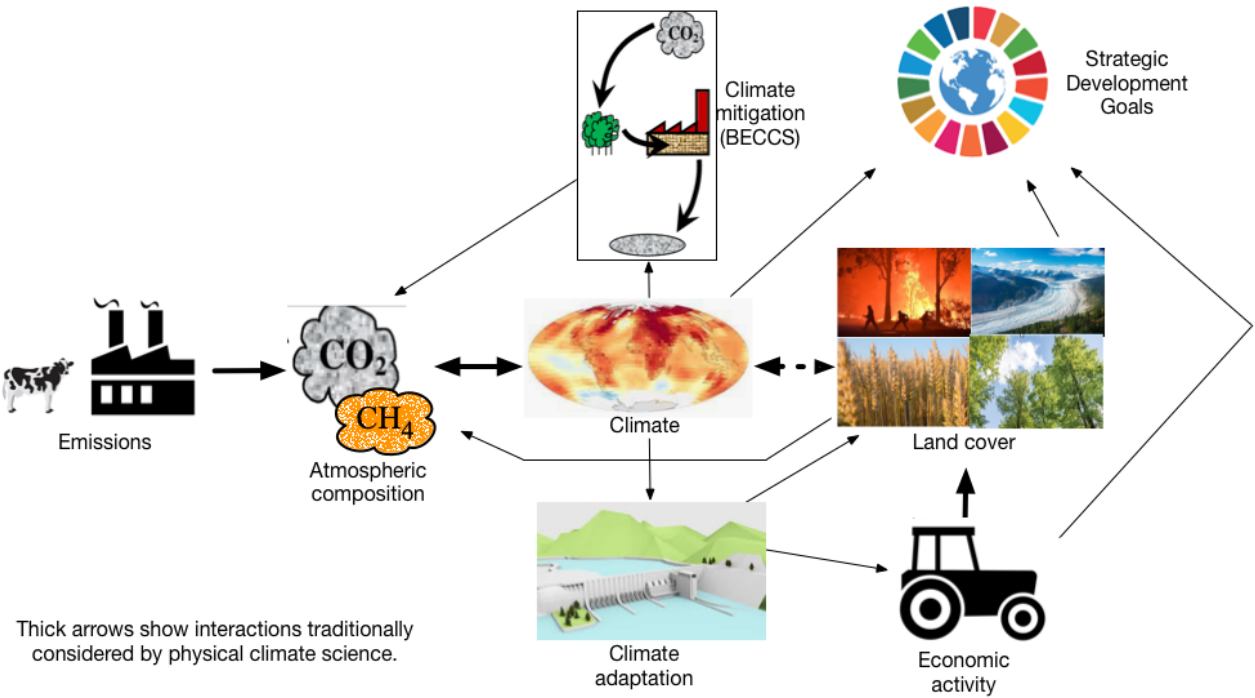 CO2
Climate
mitigation
(BECCS)
Strategic
Development
Goals
CO2
CH4
Emissions
Atmospheric
composition
Climate
Land cover
Climate
adaptation
Economic
activity
Thick arrows show interactions traditionally
considered by physical climate science.